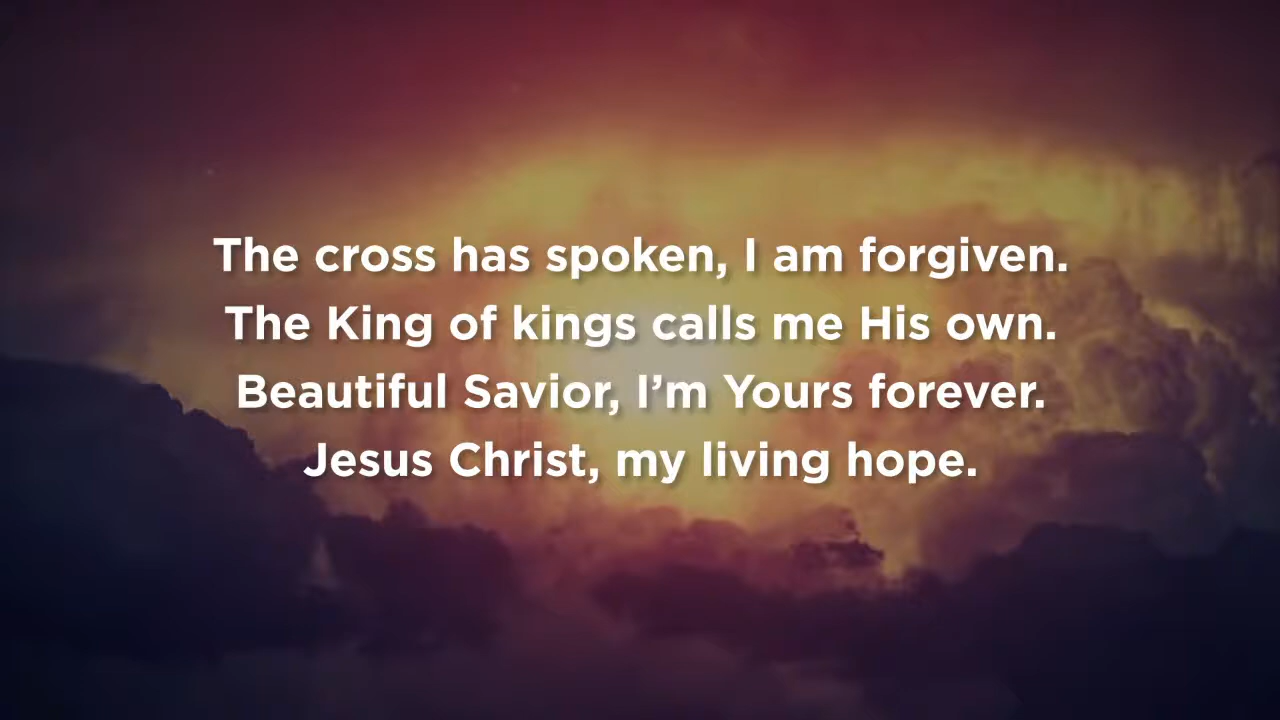 The cross has spoken, I am forgiven.
The King of kings calls me His own.
Beautiful Savior, I’m Yours forever.
Jesus Christ, my living hope.